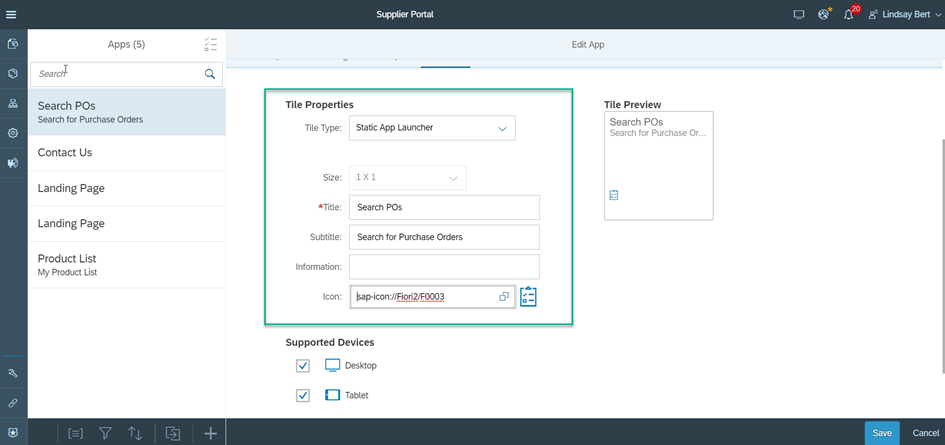 Supplier Portal
20
Lindsay Bert
Apps (5)
Edit App
Search
Search POs
Search for Purchase Orders
Contact Us
Landing Page
Landing Page
Product List
My Product List
Tile Properties
Tile Type: Static App Launcher
Size: 1 X 1
*Title: Search POs
Subtitle: Search for Purchase Orders
Information:
Icon: sap-icon://Fiori2/F0003
Tile Preview
Search POs
Search for Purchase Or...
Supported Devices
Desktop
Tablet
Save
Cancel